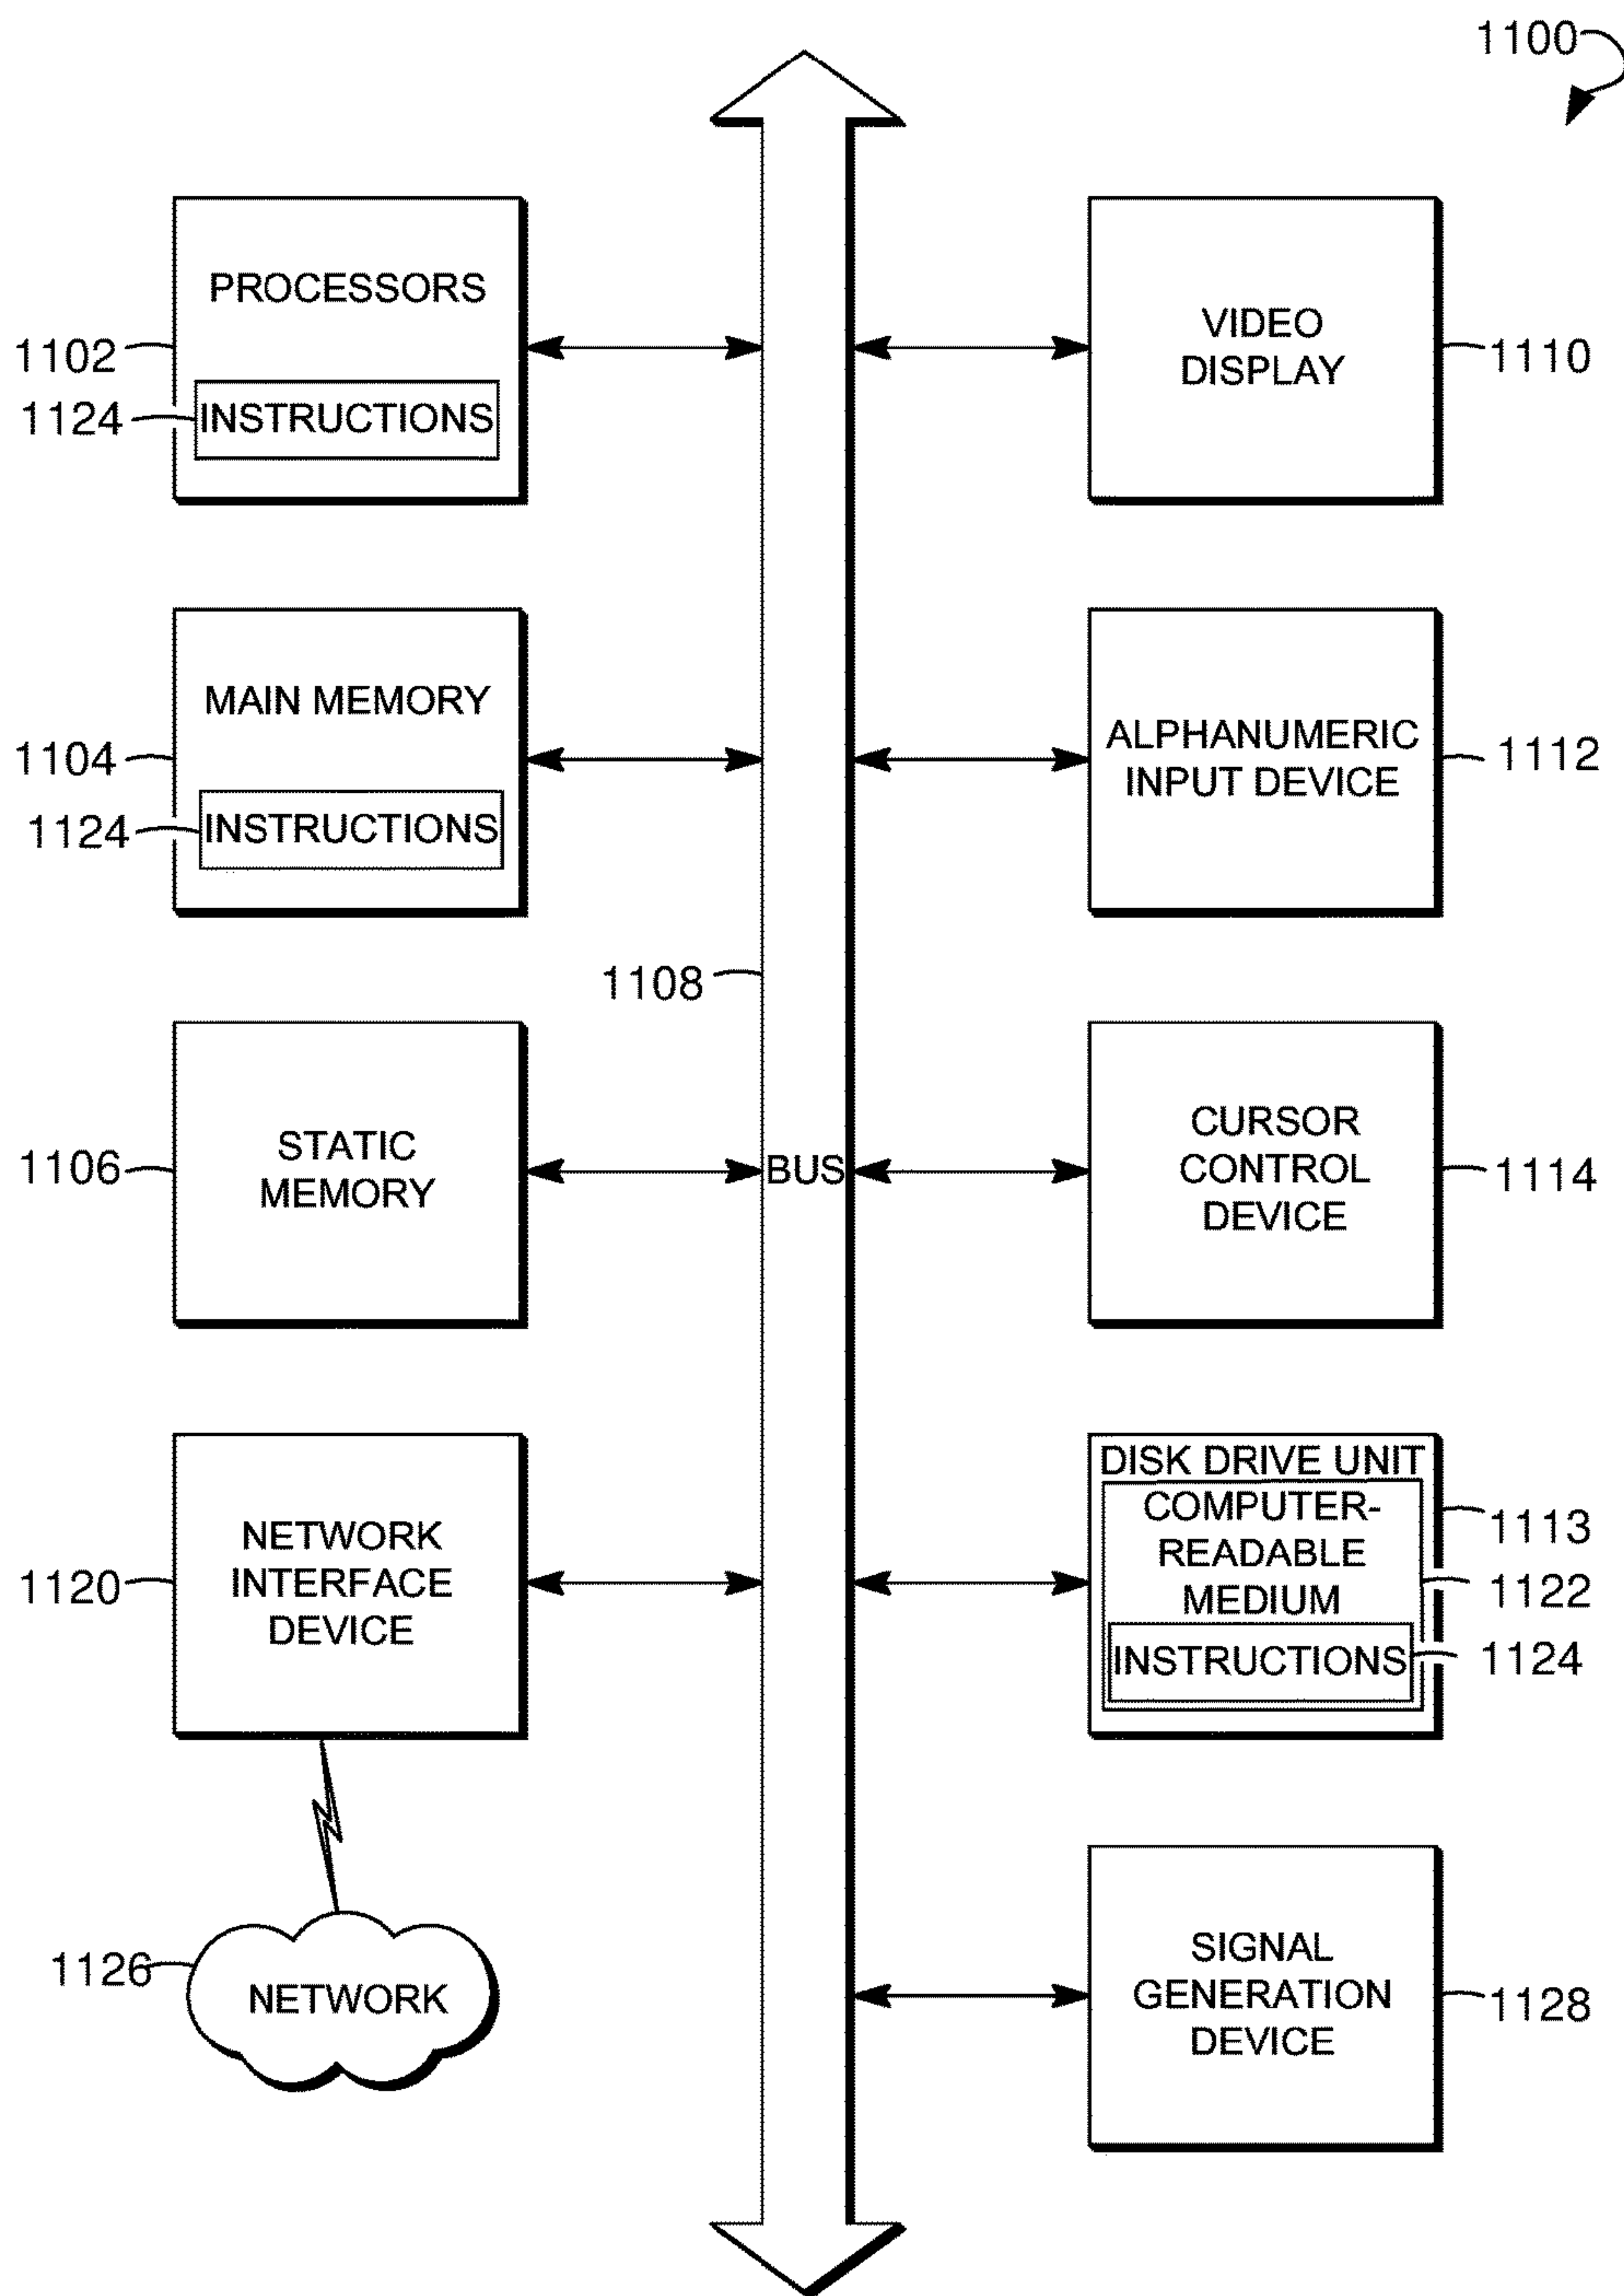 1100
PROCESSORS
1102
1124
INSTRUCTIONS
VIDEO
DISPLAY
1110
MAIN MEMORY
1104
1124
INSTRUCTIONS
ALPHANUMERIC
INPUT DEVICE
1112
1108
STATIC
MEMORY
1106
BUS
CURSOR
CONTROL
DEVICE
1114
NETWORK
INTERFACE
DEVICE
1120
DISK DRIVE UNIT
COMPUTER-
READABLE
MEDIUM
INSTRUCTIONS
1113
1122
1124
1126
NETWORK
SIGNAL
GENERATION
DEVICE
1128